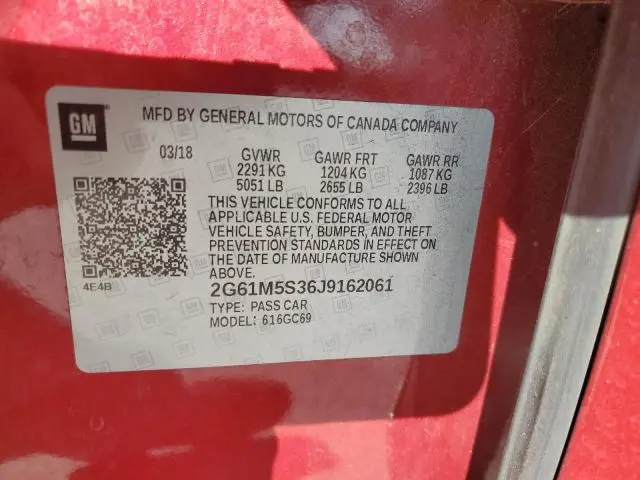 GM
MFD BY GENERAL MOTORS OF CANADA COMPANY
03/18 GVWR GAWR FRT GAWR RR
2291 KG 1204 KG 1087 KG
5051 LB 2655 LB 2396 LB
THIS VEHICLE CONFORMS TO ALL
APPLICABLE U.S. FEDERAL MOTOR
VEHICLE SAFETY, BUMPER, AND THEFT
PREVENTION STANDARDS IN EFFECT ON
THE DATE OF MANUFACTURE SHOWN
ABOVE.
4E4B
2G61M5S36J9162061
TYPE: PASS CAR
MODEL: 616GC69